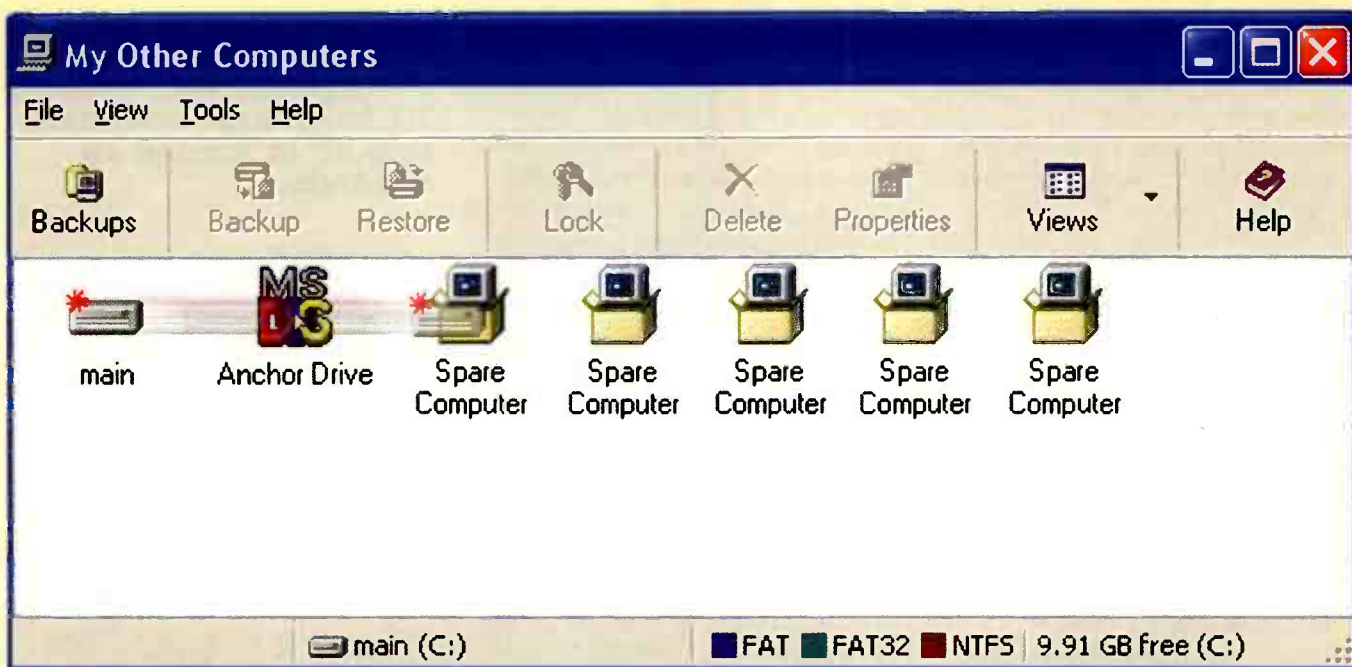 My Other Computers
File View Tools Help
Backups Backup Restore Lock Delete Properties Views Help
MS
main Anchor Drive Spare Computer Spare Computer Spare Computer Spare Computer Spare Computer
main (C:) FAT FAT32 NTFS 9.91 GB free (C:)